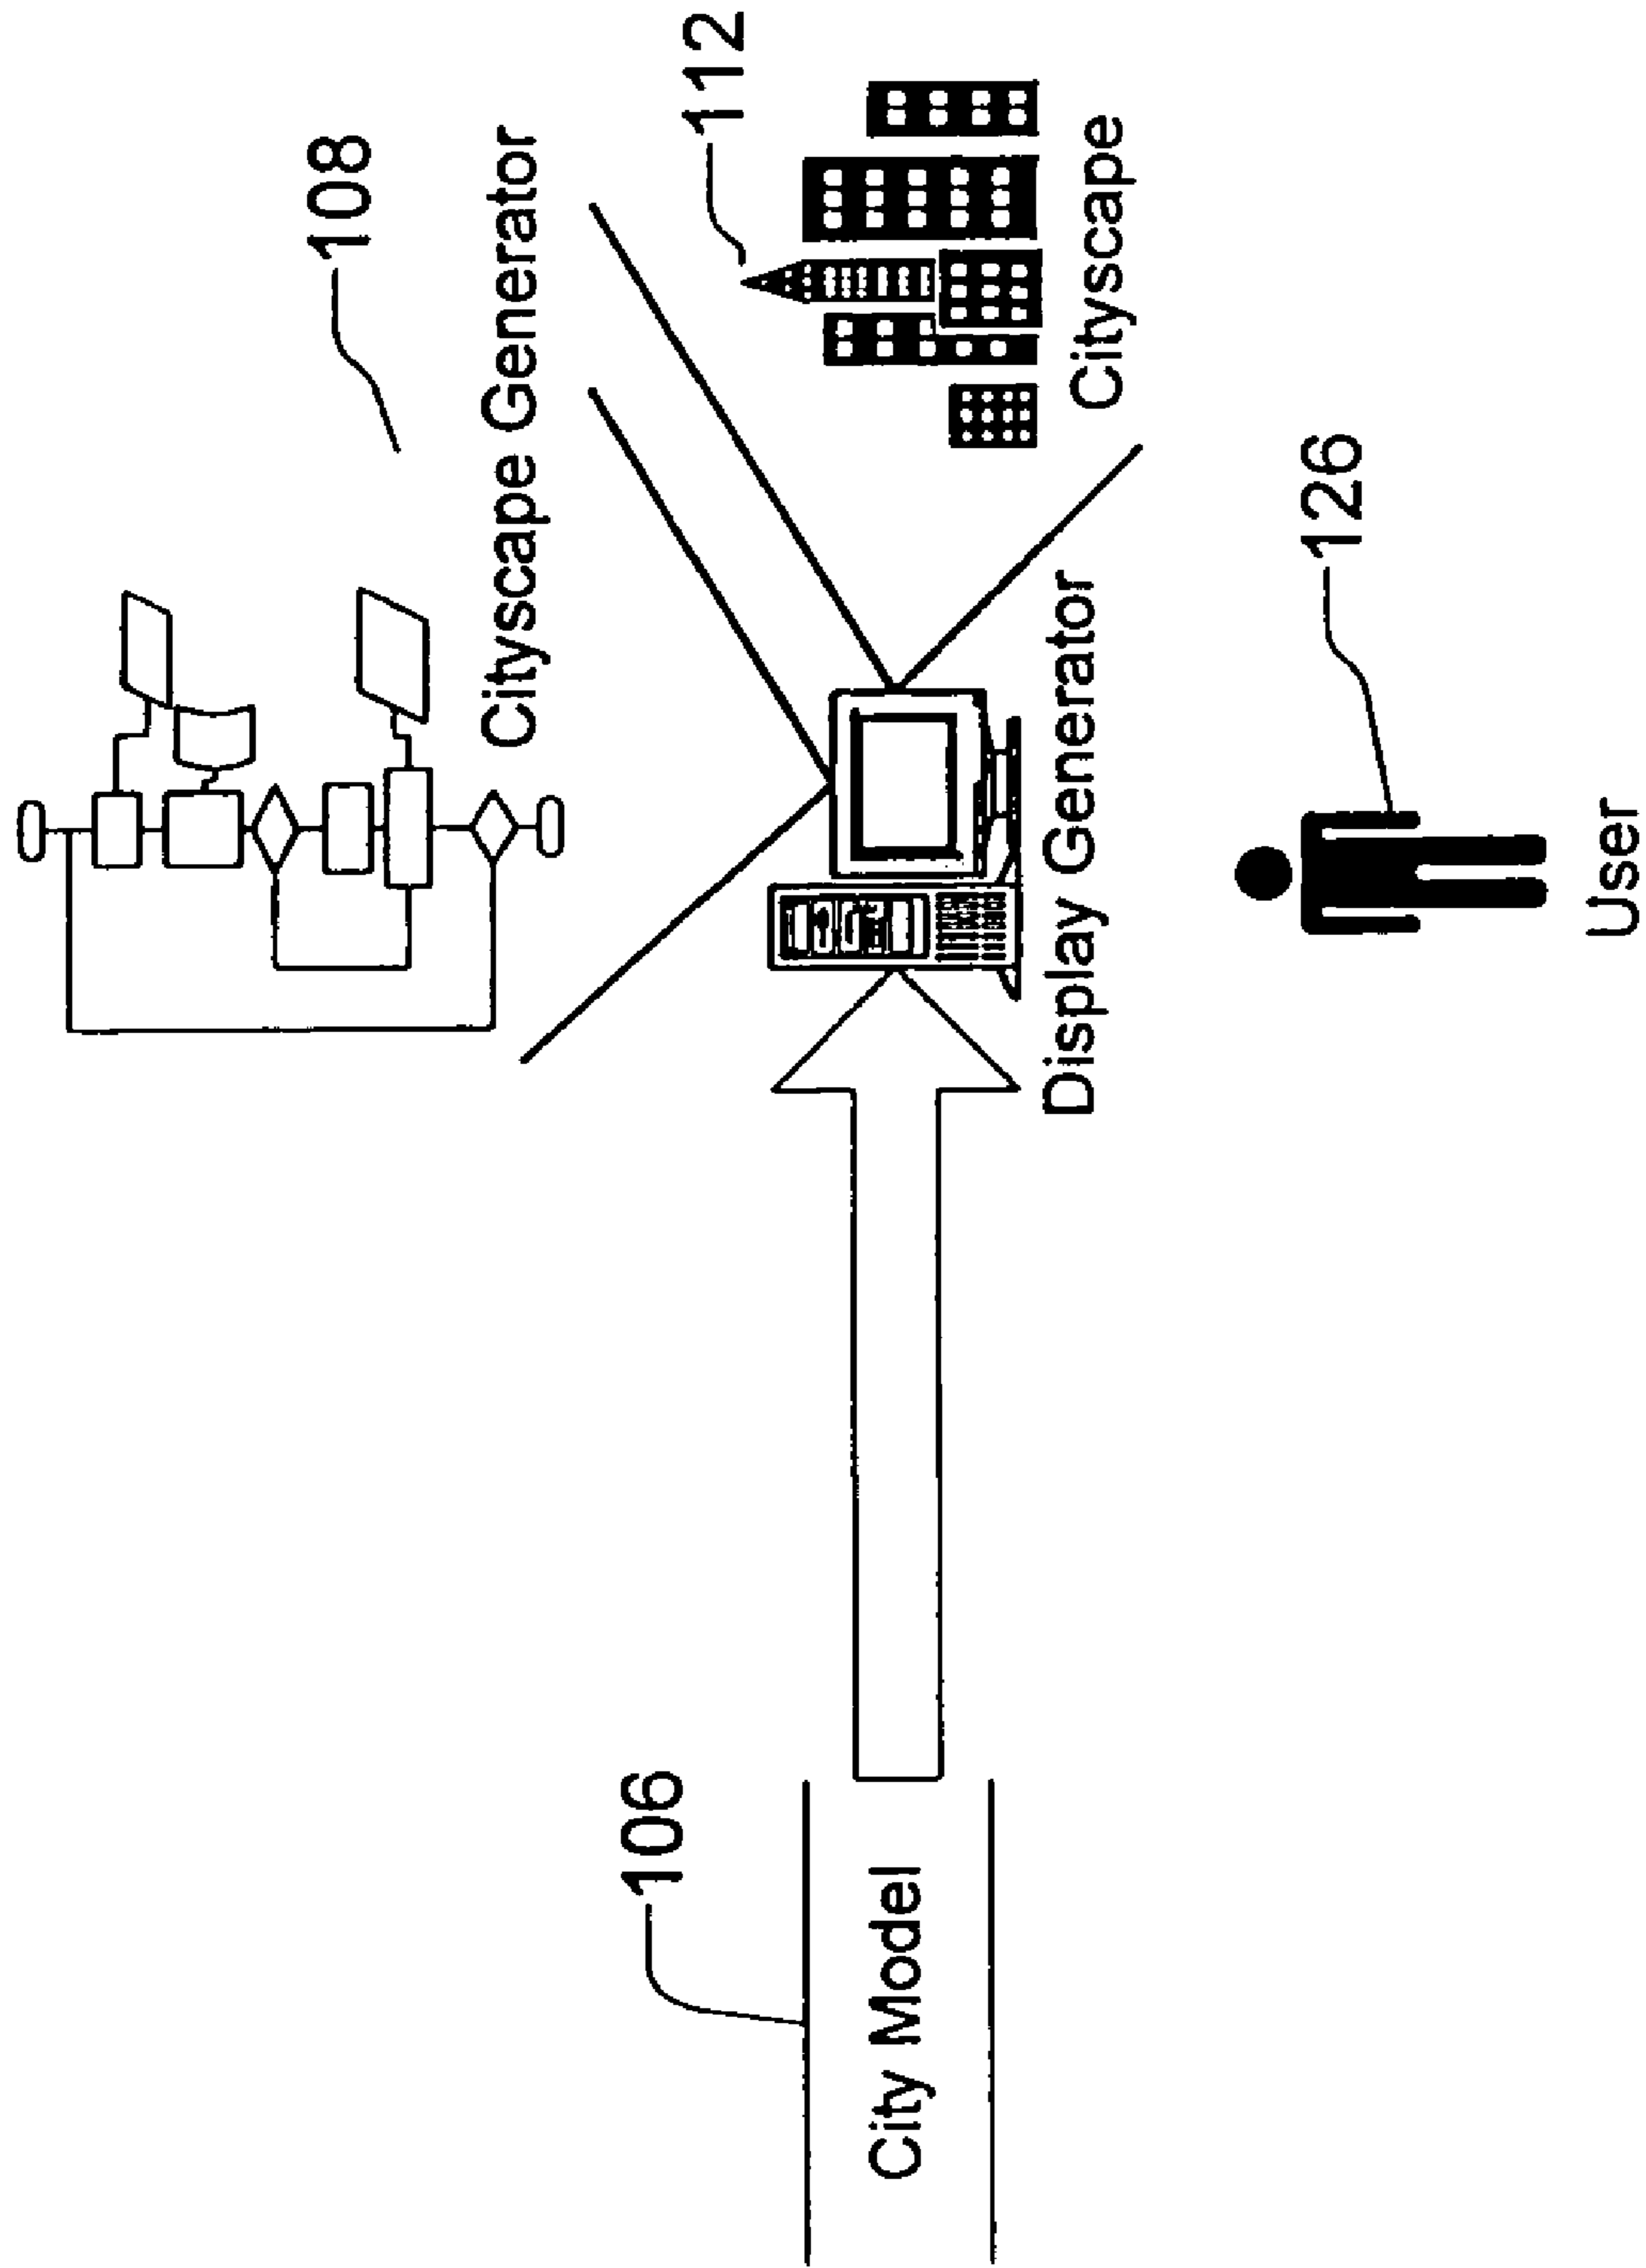 108
Cityscape Generator
106
City Model
112
Cityscape
Display Generator
126
User